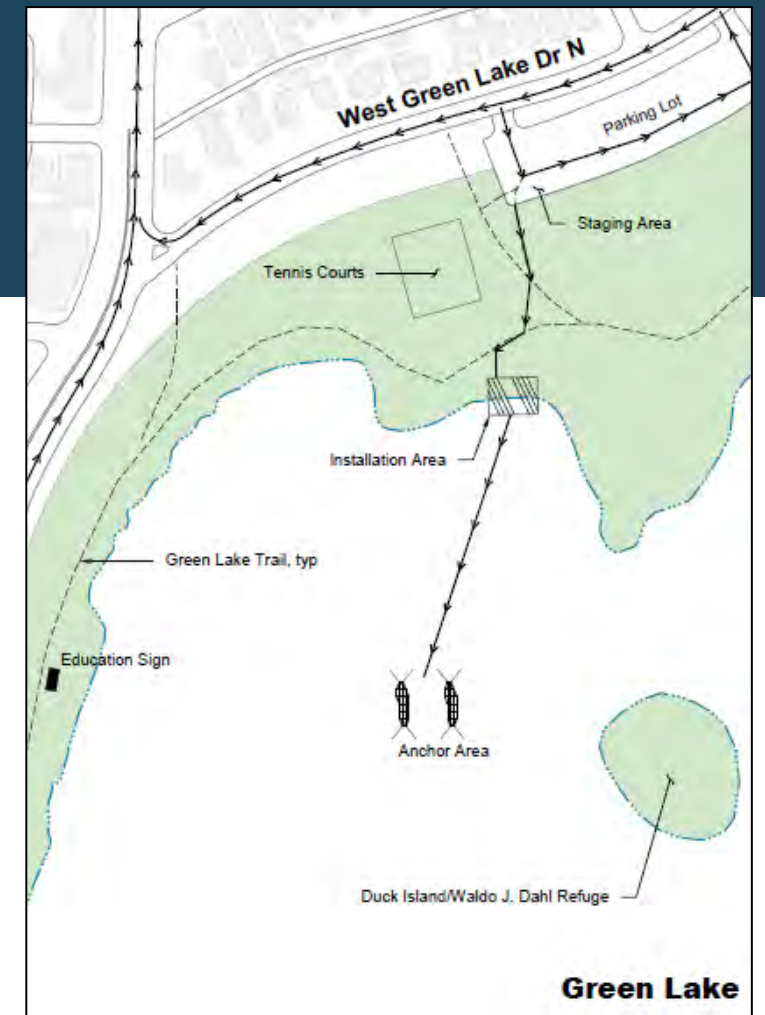 West Green Lake Dr N
Parking Lot
Staging Area
Tennis Courts
Installation Area
Green Lake Trail, typ
Education Sign
Anchor Area
Duck Island/Waldo J. Dahl Refuge
Green Lake